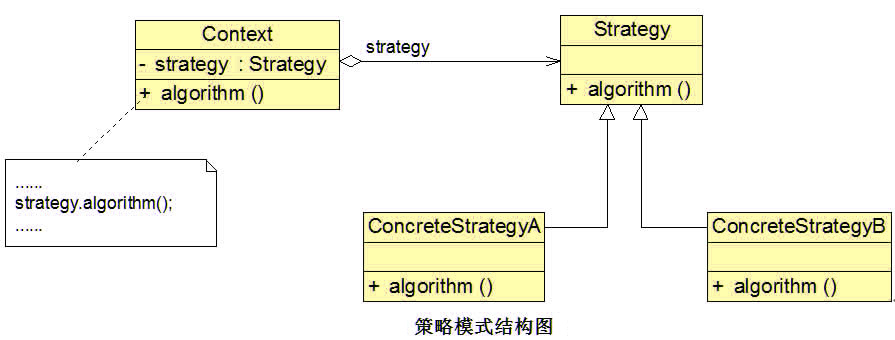 Context
- strategy : Strategy
+ algorithm ()
strategy
Strategy
+ algorithm ()
......
strategy.algorithm();
......
ConcreteStrategyA
+ algorithm ()
ConcreteStrategyB
+ algorithm ()
策略模式结构图